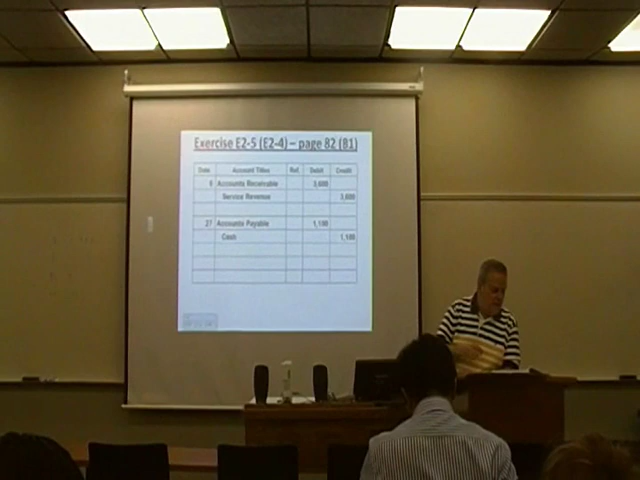 Exercise E2-5 (E2-4) – page 82 (81)
Date Account Titles Ref. Debit Credit
Accounts Receivable 3,600
Service Revenue 3,600
27 Accounts Payable 1,100
Cash 1,100